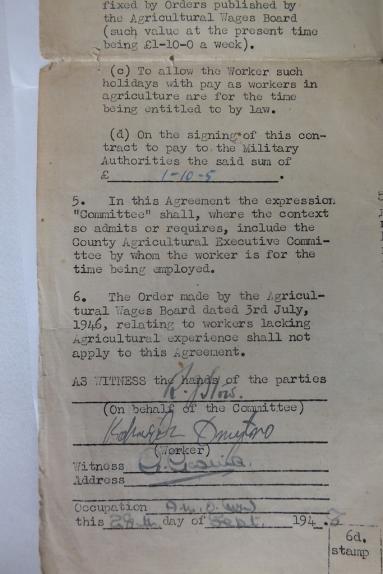 fixed by Orders published by
the Agricultural Wages Board
(such value at the present time
being £1-10-0 a week).
(c) To allow the Worker such
holidays with pay as workers in
agriculture are for the time
being entitled to by law.
(d) On the signing of this con-
tract to pay to the Military
Authorities the said sum of
£ 1-10-5 .
5. In this Agreement the expression
"Committee" shall, where the context
so admits or requires, include the
County Agricultural Executive Commi-
ttee by whom the worker is for the
time being employed.
6. The Order made by the Agricul-
tural Wages Board dated 3rd July,
1946, relating to workers lacking
Agricultural experience shall not
apply to this Agreement.
AS WITNESS the hands of the parties
(On behalf of the Committee)
(Worker)
Witness
Address
Occupation
this 28th day of Sept 194
6d.
stamp